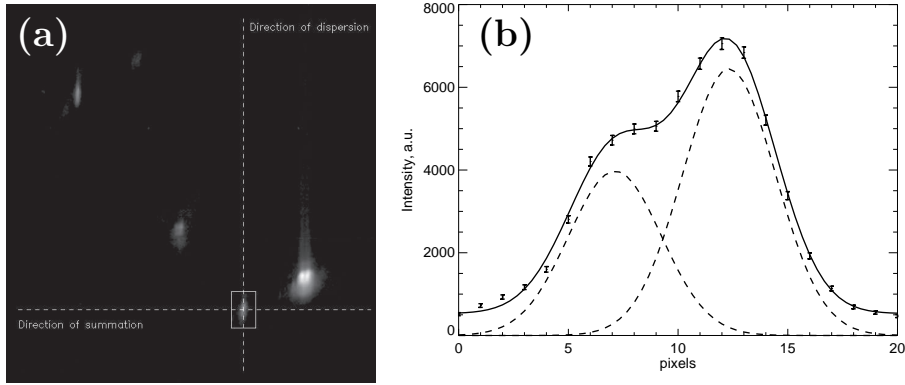 (a)
Direction of dispersion
Direction of summation
(b)
8000
6000
4000
2000
0
Intensity, a.u.
0 5 10 15 20
pixels